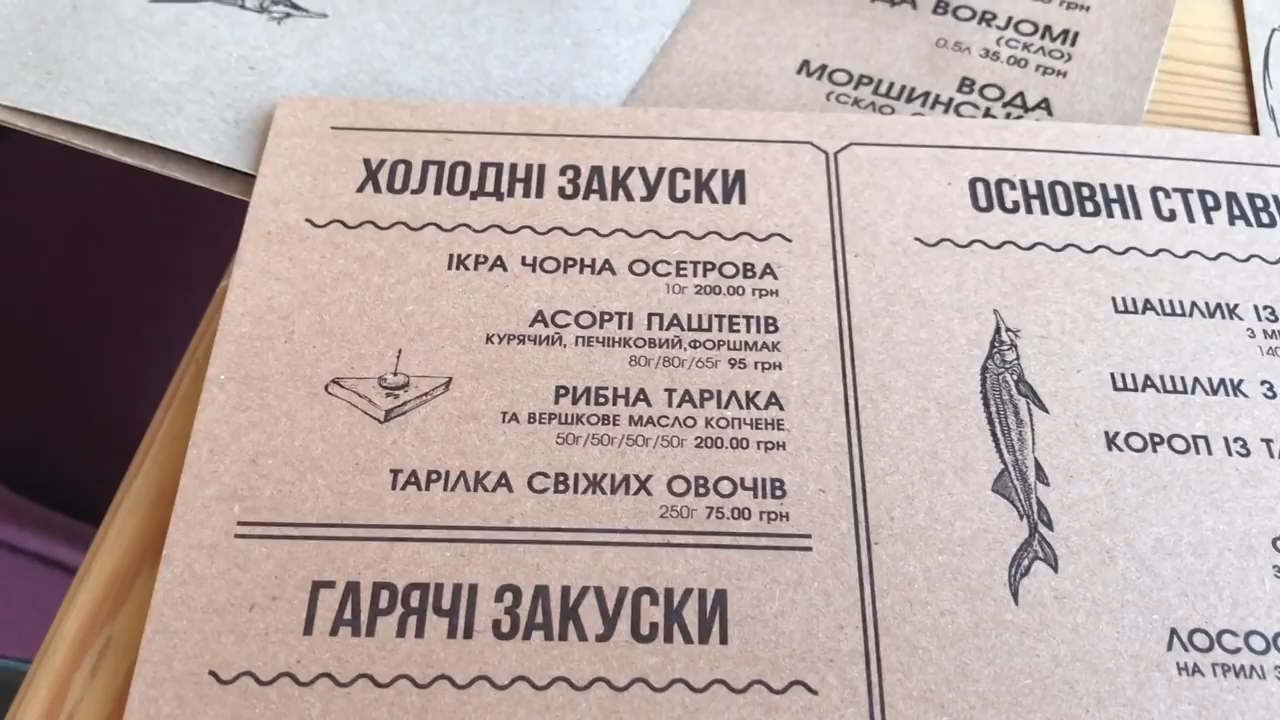 BORJOMI
(СКЛО)
0.5л 35.00 грн
ВОДА
(СКЛО
ХОЛОДНІ ЗАКУСКИ
ІКРА ЧОРНА ОСЕТРОВА
10г 200.00 грн
АСОРТІ ПАШТЕТІВ
КУРЯЧИЙ, ПЕЧІНКОВИЙ,ФОРШМАК
80г/80г/65г 95 грн
РИБНА ТАРІЛКА
ТА ВЕРШКОВЕ МАСЛО КОПЧЕНЕ
50г/50г/50г/50г 200.00 грн
ТАРІЛКА СВІЖИХ ОВОЧІВ
250г 75.00 грн
ГАРЯЧІ ЗАКУСКИ
ОСНОВНІ
ШАШЛИК ІЗ
З
ШАШЛИК З
КОРОП ІЗ
НА ГРИЛІ З